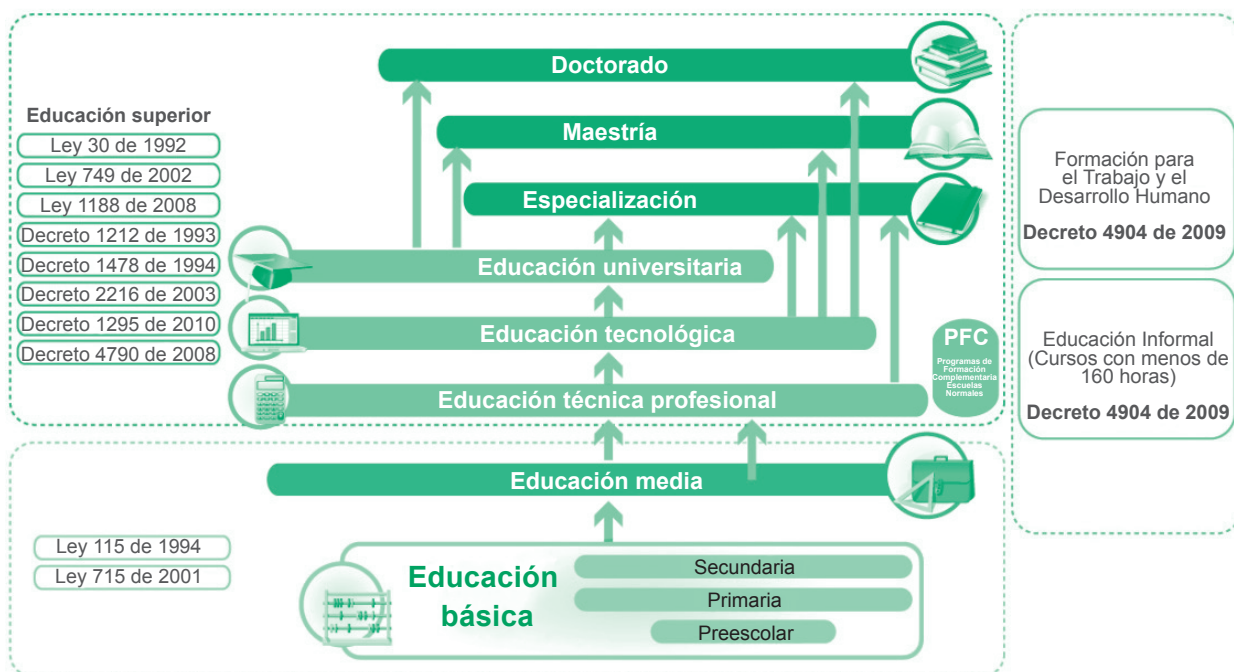 Doctorado
Maestría
Especialización
Educación superior
Ley 30 de 1992
Ley 749 de 2002
Ley 1188 de 2008
Decreto 1212 de 1993
Decreto 1478 de 1994
Decreto 2216 de 2003
Decreto 1295 de 2010
Decreto 4790 de 2008
Educación universitaria
Educación tecnológica
Educación técnica profesional
PFC
Programas de
Formación
Complementaria
Escuelas
Normales
Formación para
el Trabajo y el
Desarrollo Humano
Decreto 4904 de 2009
Educación Informal
(Cursos con menos de
160 horas)
Decreto 4904 de 2009
Educación media
Ley 115 de 1994
Ley 715 de 2001
Educación
básica
Secundaria
Primaria
Preescolar